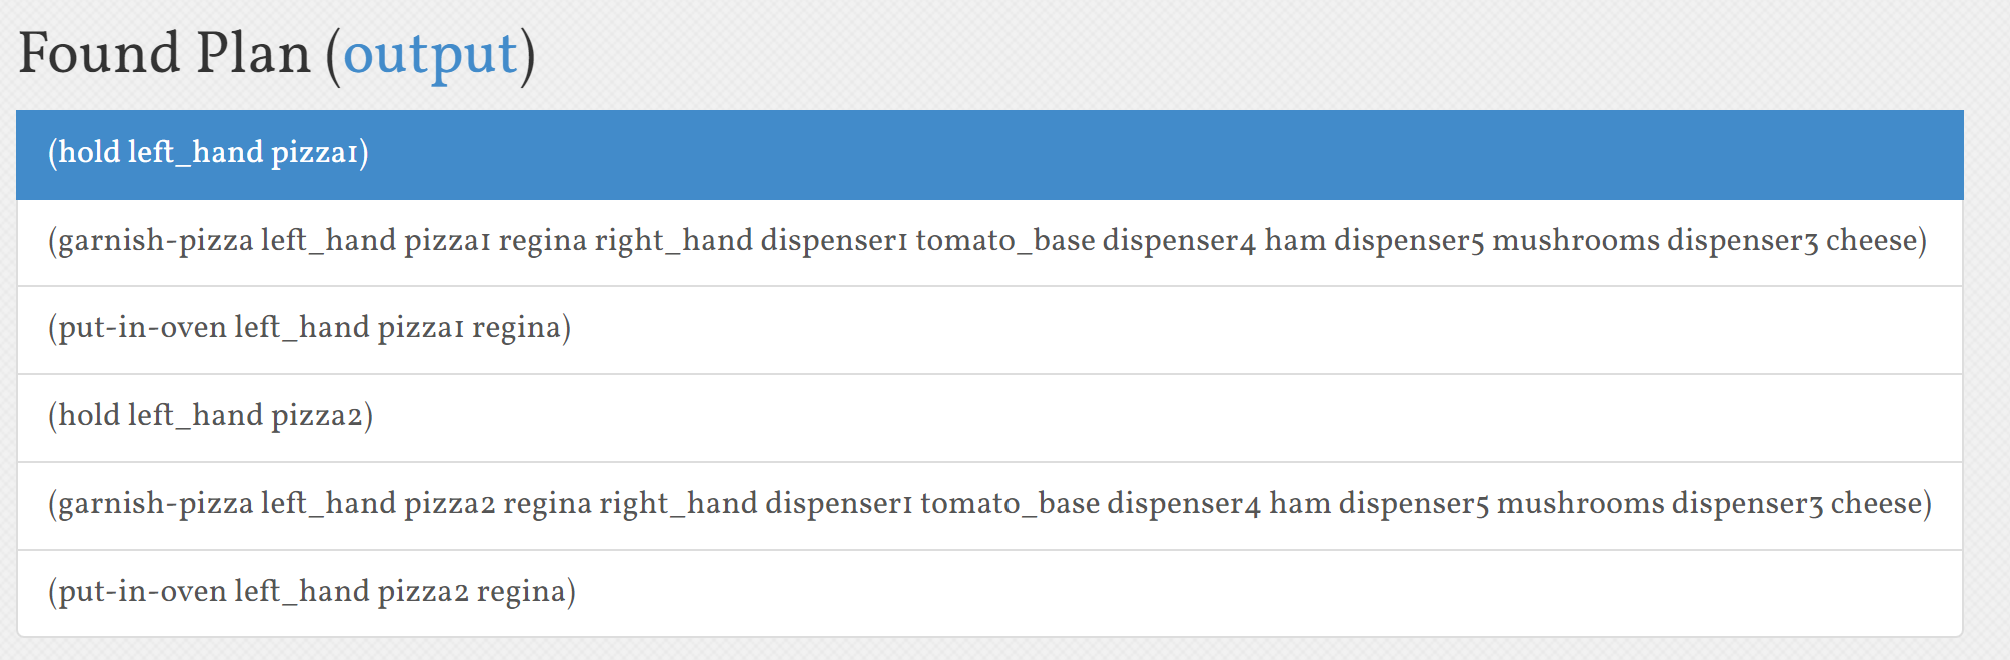 Found Plan (output)
(hold left_hand pizza1)
(garnish-pizza left_hand pizza1 regina right_hand dispenser1 tomato_base dispenser4 ham dispenser5 mushrooms dispenser3 cheese)
(put-in-oven left_hand pizza1 regina)
(hold left_hand pizza2)
(garnish-pizza left_hand pizza2 regina right_hand dispenser1 tomato_base dispenser4 ham dispenser5 mushrooms dispenser3 cheese)
(put-in-oven left_hand pizza2 regina)